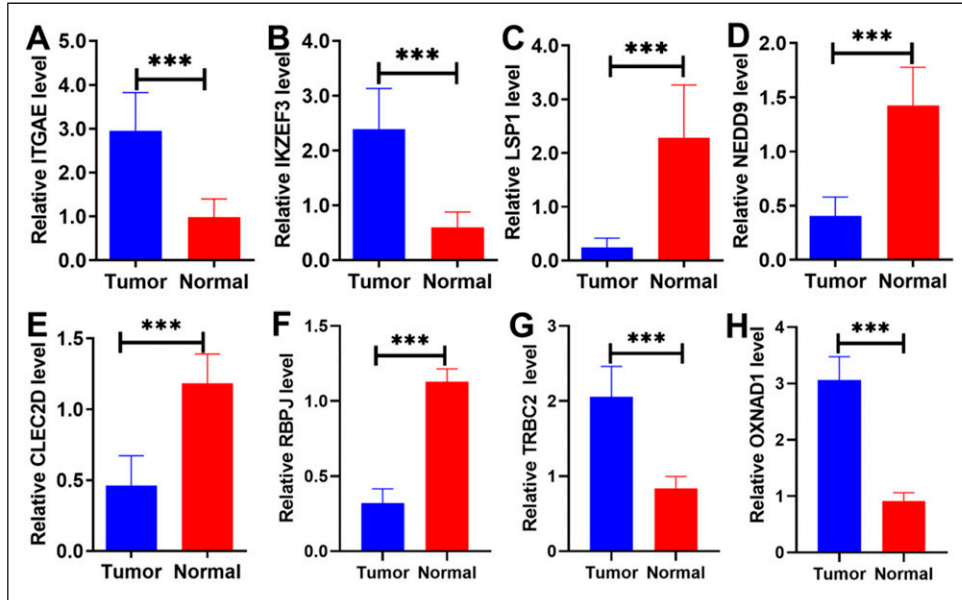 A
Relative ITGAE level
5.0
4.0
3.0
2.0
1.0
0.0
***
Tumor Normal
B
Relative IKZEF3 level
4.0
3.0
2.0
1.0
0.0
***
Tumor Normal
C
Relative LSP1 level
4.0
3.0
2.0
1.0
0.0
***
Tumor Normal
D
Relative NEDD9 level
2.0
1.5
1.0
0.5
0.0
***
Tumor Normal
E
Relative CLEC2D level
1.5
1.0
0.5
0.0
***
Tumor Normal
F
Relative RBPJ level
1.5
1.0
0.5
0.0
***
Tumor Normal
G
Relative TRBC2 level
3
2
1
0
***
Tumor Normal
H
Relative OXNAD1 level
4
3
2
1
0
***
Tumor Normal